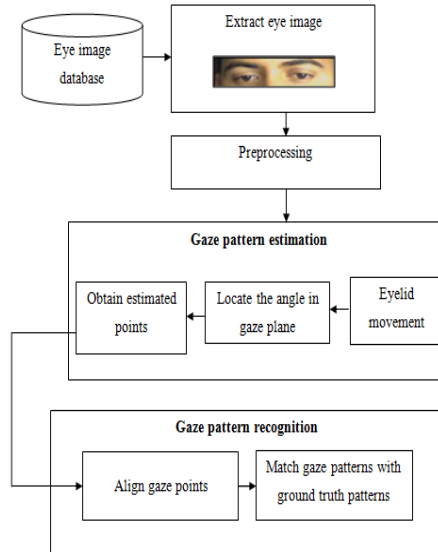 Eye image
database
Extract eye image
Preprocessing
Gaze pattern estimation
Obtain estimated
points
Locate the angle in
gaze plane
Eyelid
movement
Gaze pattern recognition
Align gaze points
Match gaze patterns with
ground truth patterns